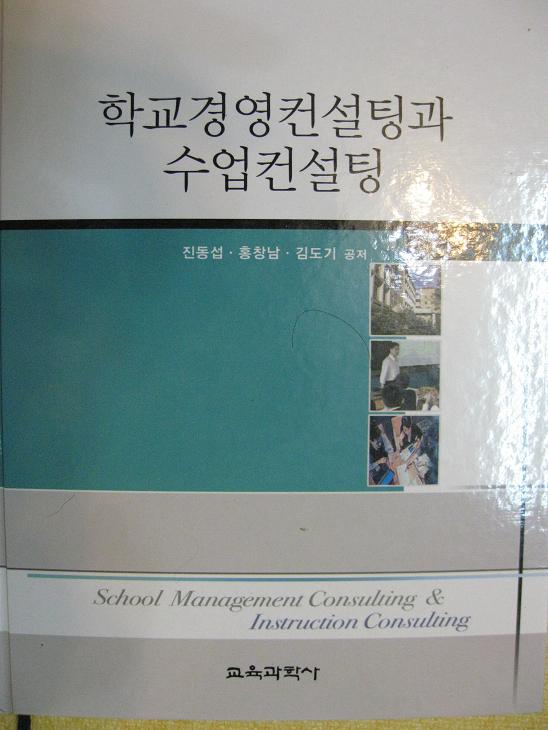 학교경영컨설팅과
수업컨설팅
진동섭 · 홍창남 · 김도기 공저
School Management Consulting &
Instruction Consulting
교육과학사